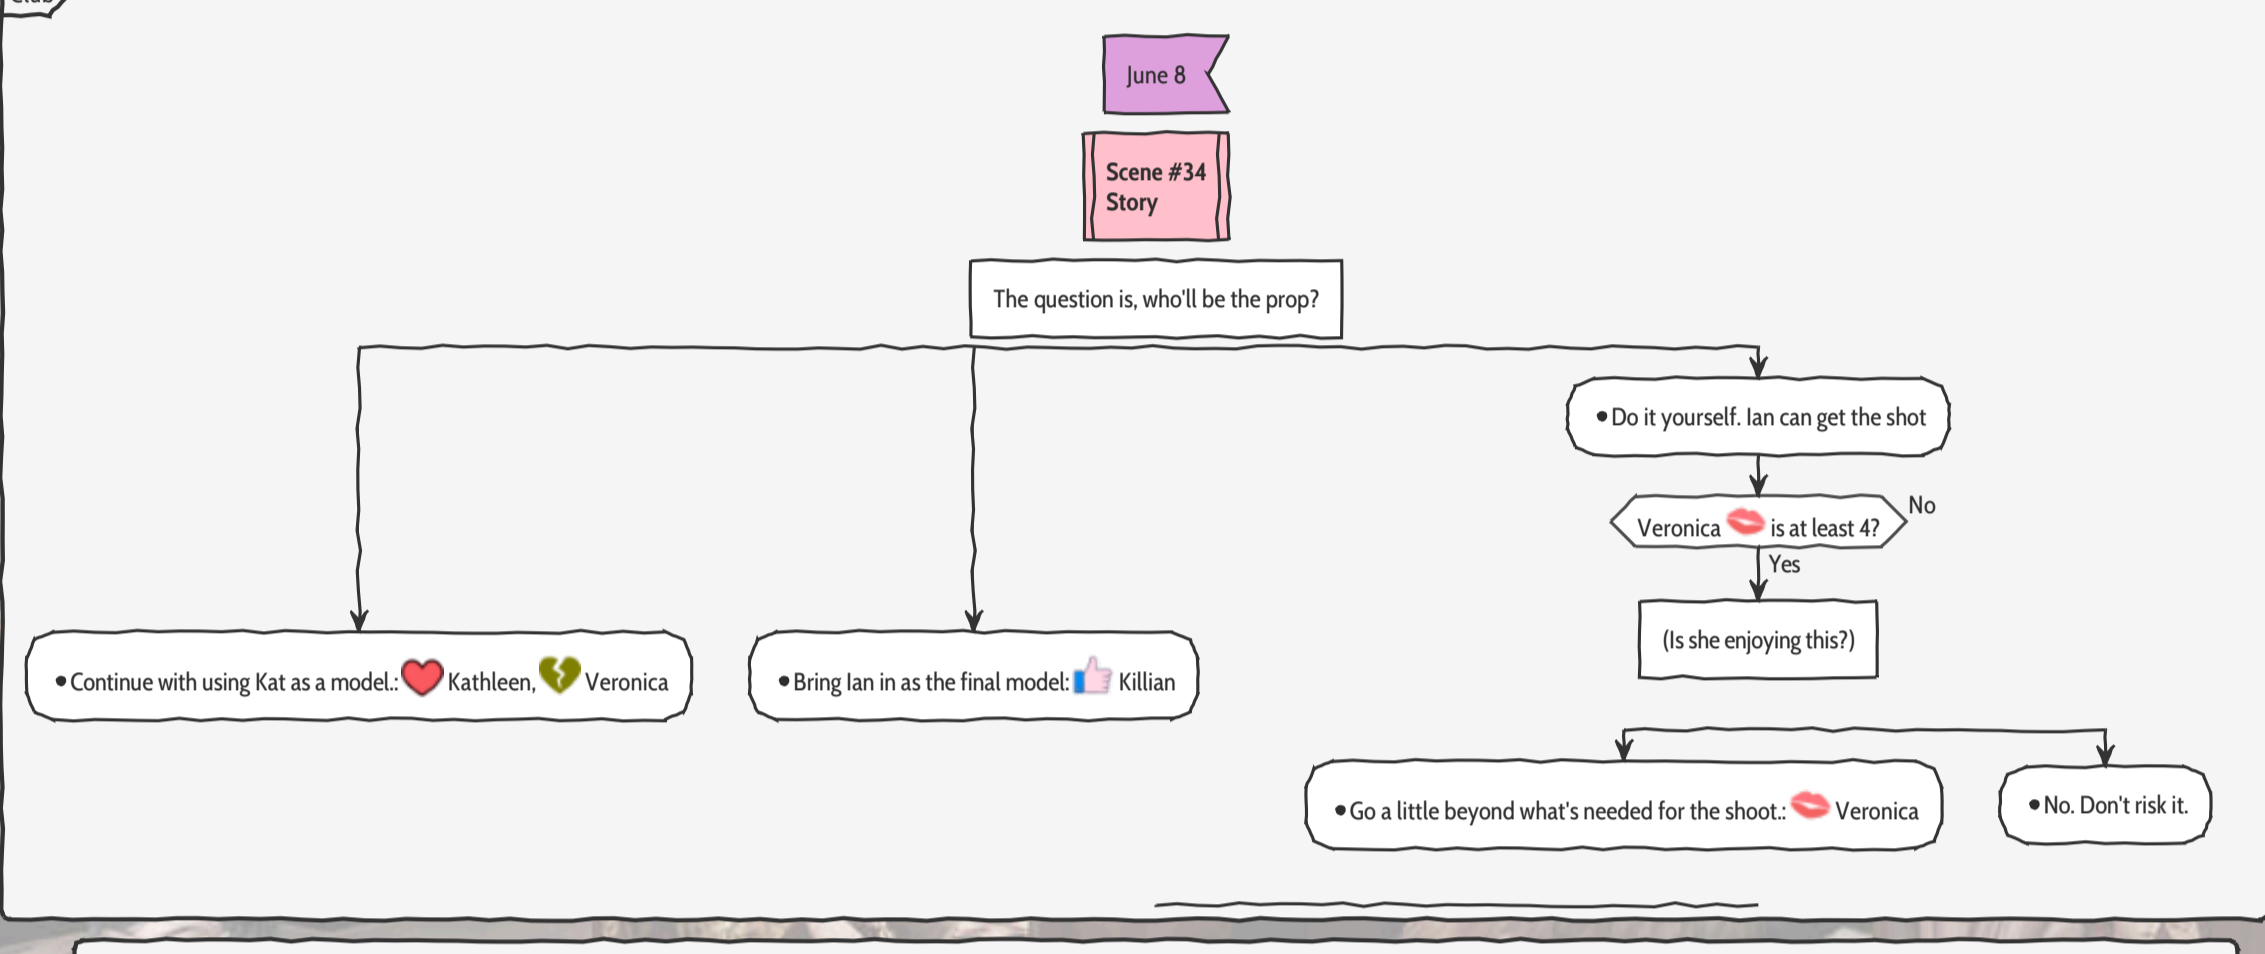 June 8
Scene #34
Story
The question is, who'll be the prop?
•Do it yourself. Ian can get the shot
Veronica 💋 is at least 4?
No
Yes
(Is she enjoying this?)
•Continue with using Kat as a model.: ❤ Kathleen, 💔 Veronica
•Bring Ian in as the final model: 👍 Killian
•Go a little beyond what's needed for the shoot.: 💋 Veronica
•No. Don't risk it.